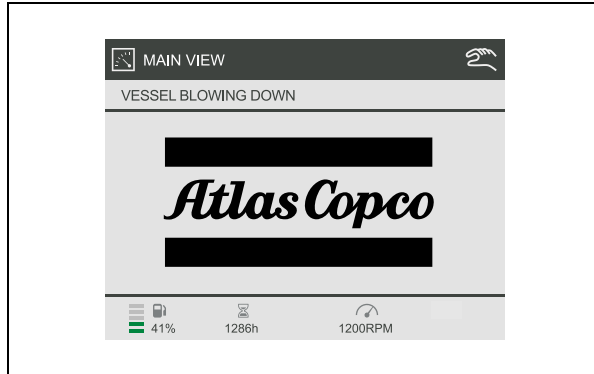 MAIN VIEW
VESSEL BLOWING DOWN
Atlas Copco
41% 1286h 1200RPM